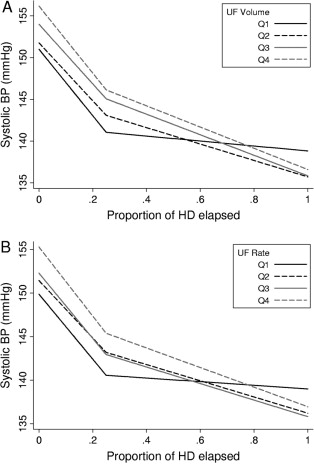 A
UF Volume
Q1
Q2
Q3
Q4
Systolic BP (mmHg)
155
150
145
140
135
0
.2
.4
.6
.8
1
Proportion of HD elapsed
B
UF Rate
Q1
Q2
Q3
Q4
Systolic BP (mmHg)
155
150
145
140
135
0
.2
.4
.6
.8
1
Proportion of HD elapsed